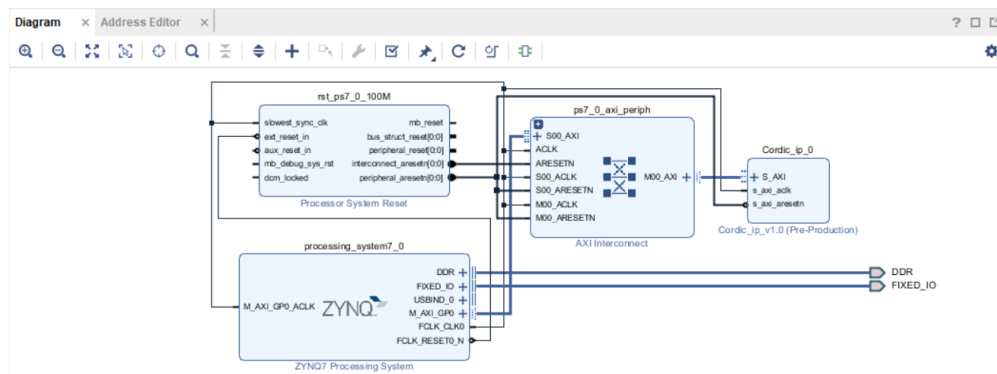 Diagram × Address Editor × ?
rst_ps7_0_100M
slowest_sync_clk
ext_reset_in
aux_reset_in
mb_debug_sys_rst
dcm_locked
mb_reset
bus_struct_reset[0:0]
peripheral_reset[0:0]
interconnect_aresetn[0:0]
peripheral_aresetn[0:0]
Processor System Reset
ps7_0_axi_periph
S00_AXI
ACLK
ARESETN
S00_ACLK
S00_ARESETN
M00_ACLK
M00_ARESETN
M00_AXI
AXI Interconnect
Cordic_ip_0
S_AXI
s_axi_aclk
s_axi_aresetn
Cordic_ip_v1.0 (Pre-Production)
processing_system7_0
M_AXI_GP0_ACLK
ZYNQ
DDR
FIXED_IO
USBIND_0
M_AXI_GP0
FCLK_CLK0
FCLK_RESET0_N
ZYNQ7 Processing System
DDR
FIXED_IO